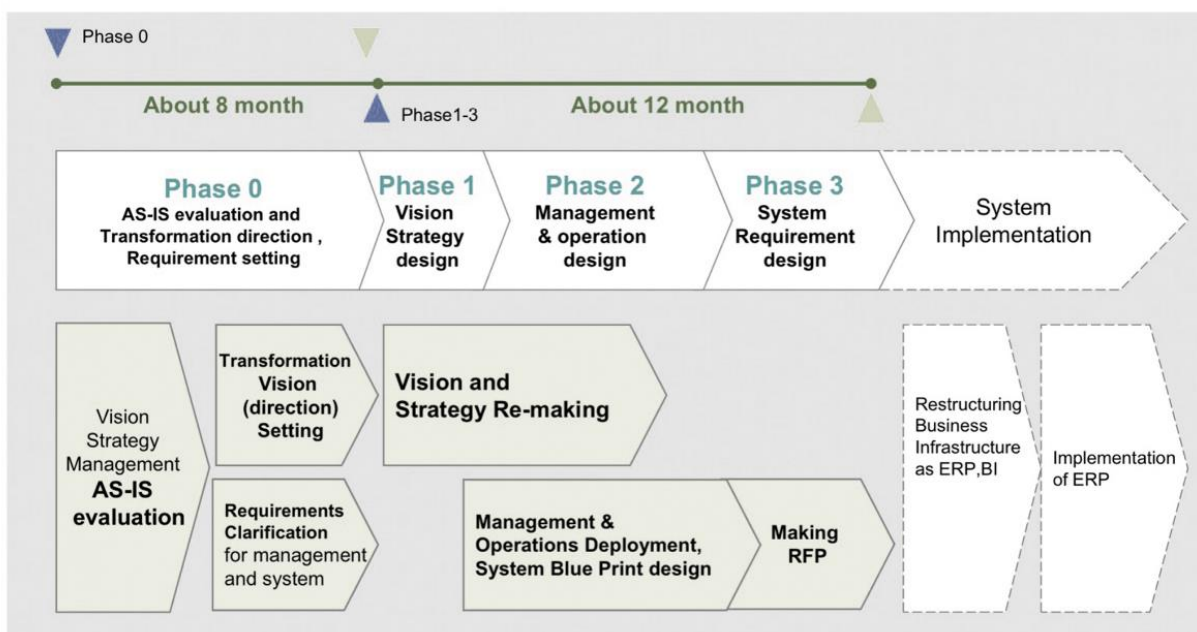 Phase 0
About 8 month
Phase1-3
About 12 month
Phase 0
AS-IS evaluation and
Transformation direction ,
Requirement setting
Phase 1
Vision
Strategy
design
Phase 2
Management
& operation
design
Phase 3
System
Requirement
design
System
Implementation
Vision
Strategy
Management
AS-IS
evaluation
Transformation
Vision
(direction)
Setting
Requirements
Clarification
for management
and system
Vision and
Strategy Re-making
Management &
Operations Deployment,
System Blue Print design
Making
RFP
Restructuring
Business
Infrastructure
as ERP,BI
Implementation
of ERP